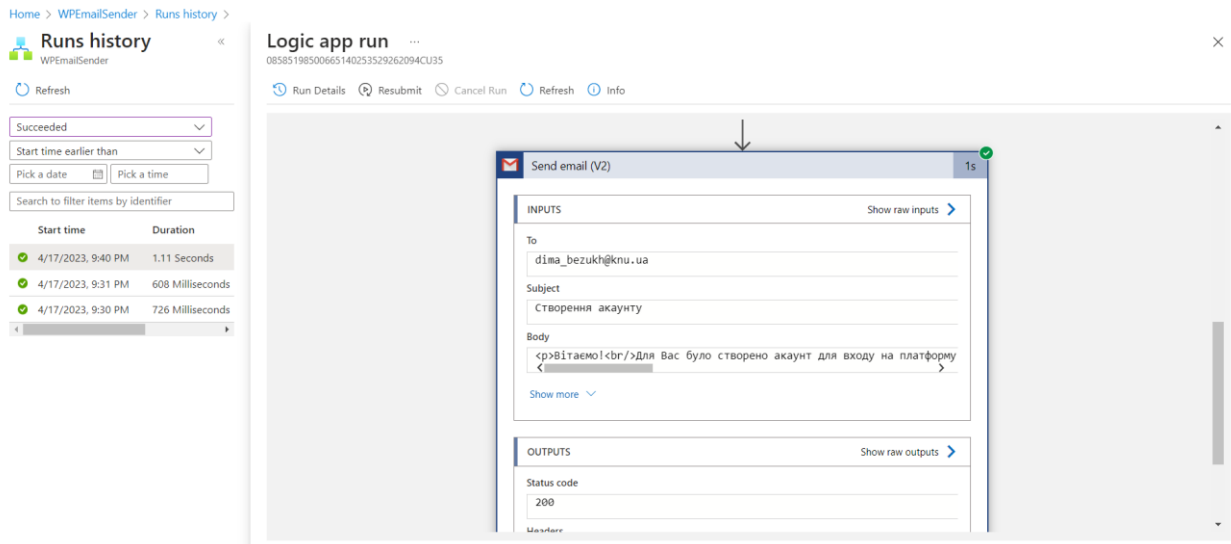 Home > WPEmailSender > Runs history >
Runs history
WPEmailSender
«
Refresh
Succeeded
Start time earlier than
Pick a date
Pick a time
Search to filter items by identifier
Start time Duration
4/17/2023, 9:40 PM 1.11 Seconds
4/17/2023, 9:31 PM 608 Milliseconds
4/17/2023, 9:30 PM 726 Milliseconds
Logic app run ...
08585198500665140253529262094CU35
Run Details Resubmit Cancel Run Refresh Info
Send email (V2) 1s
INPUTS Show raw inputs
To
dima_bezukh@knu.ua
Subject
Створення акаунту
Body
<p>Вітаємо!<br/>Для Вас було створено акаунт для входу на платформу
Show more
OUTPUTS Show raw outputs
Status code
200
Headers